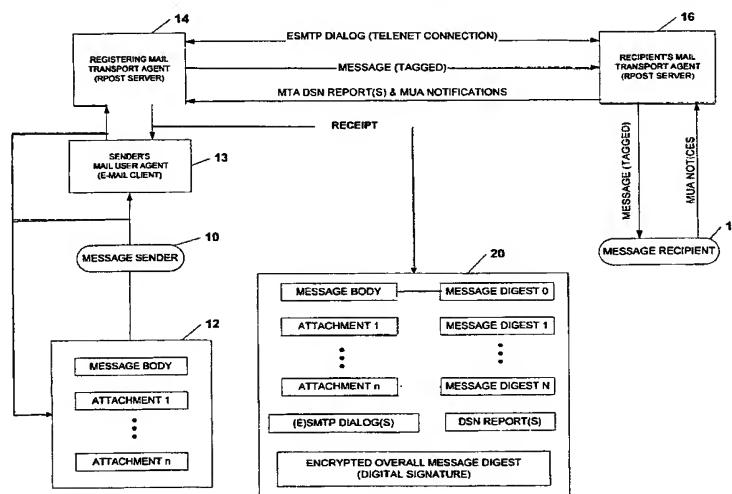 14
REGISTERING MAIL
TRANSPORT AGENT
(RPOST SERVER)
ESMTP DIALOG (TELENET CONNECTION)
MESSAGE (TAGGED)
MTA DSN REPORT(S) & MUA NOTIFICATIONS
16
RECIPIENT'S MAIL
TRANSPORT AGENT
(RPOST SERVER)
RECEIPT
SENDER'S
MAIL USER AGENT
(E-MAIL CLIENT)
13
MESSAGE (TAGGED)
MUA NOTICES
10
MESSAGE SENDER
1
MESSAGE RECIPIENT
12
MESSAGE BODY
ATTACHMENT 1
ATTACHMENT n
20
MESSAGE BODY
MESSAGE DIGEST 0
ATTACHMENT 1
MESSAGE DIGEST 1
ATTACHMENT n
MESSAGE DIGEST N
(E)SMTP DIALOG(S)
DSN REPORT(S)
ENCRYPTED OVERALL MESSAGE DIGEST
(DIGITAL SIGNATURE)